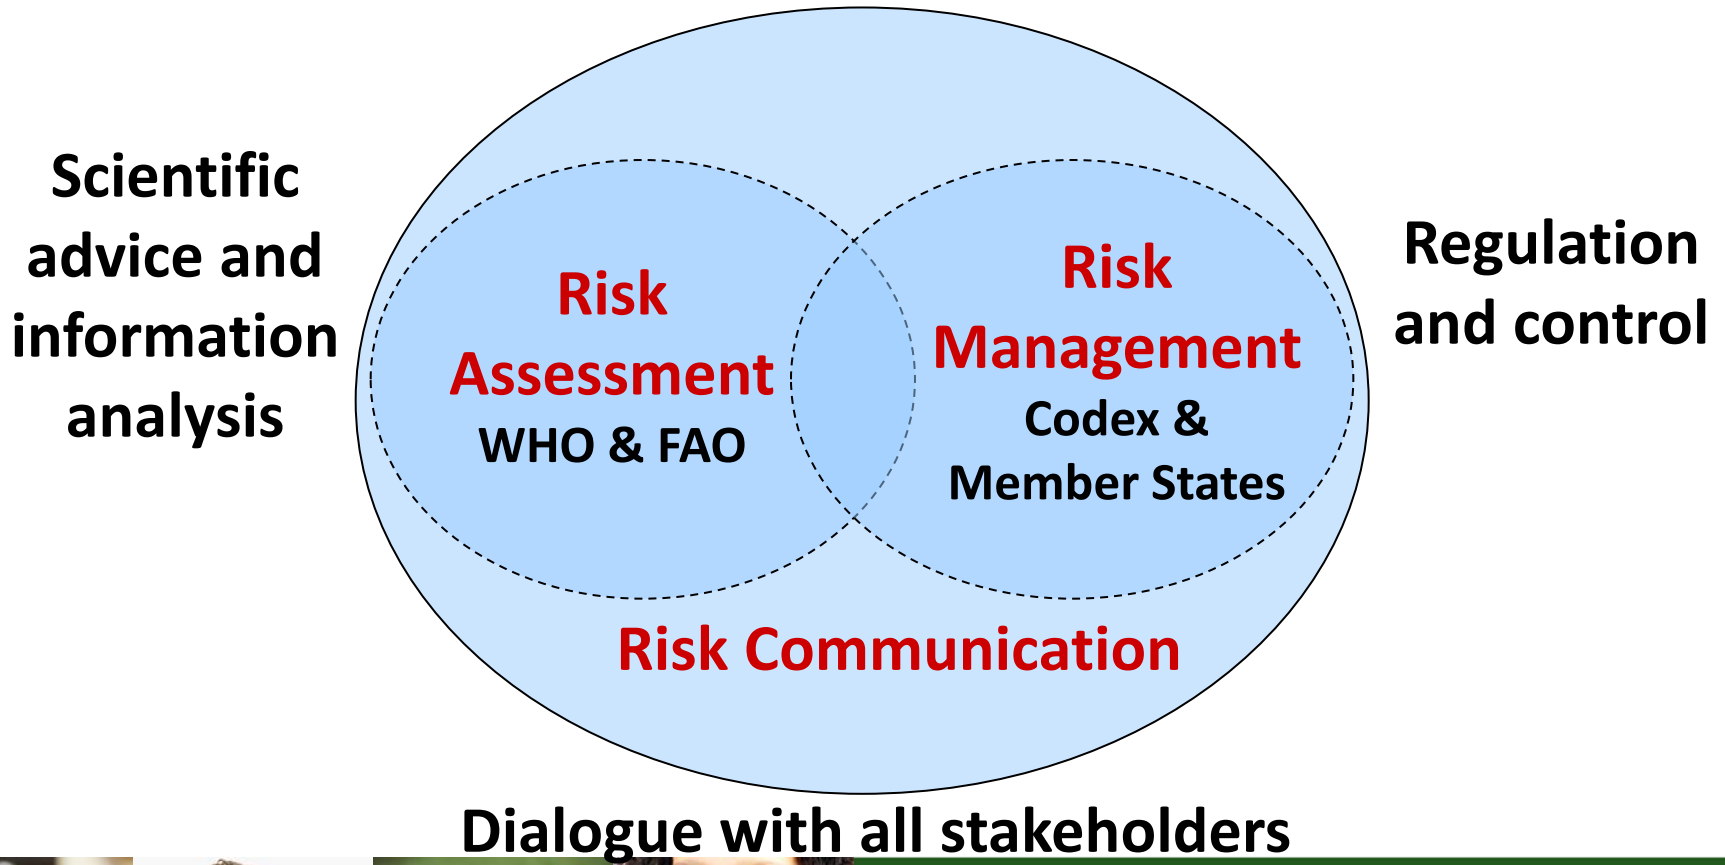 Scientific
advice and
information
analysis
Risk
Assessment
WHO & FAO
Risk
Management
Codex &
Member States
Regulation
and control
Risk Communication
Dialogue with all stakeholders